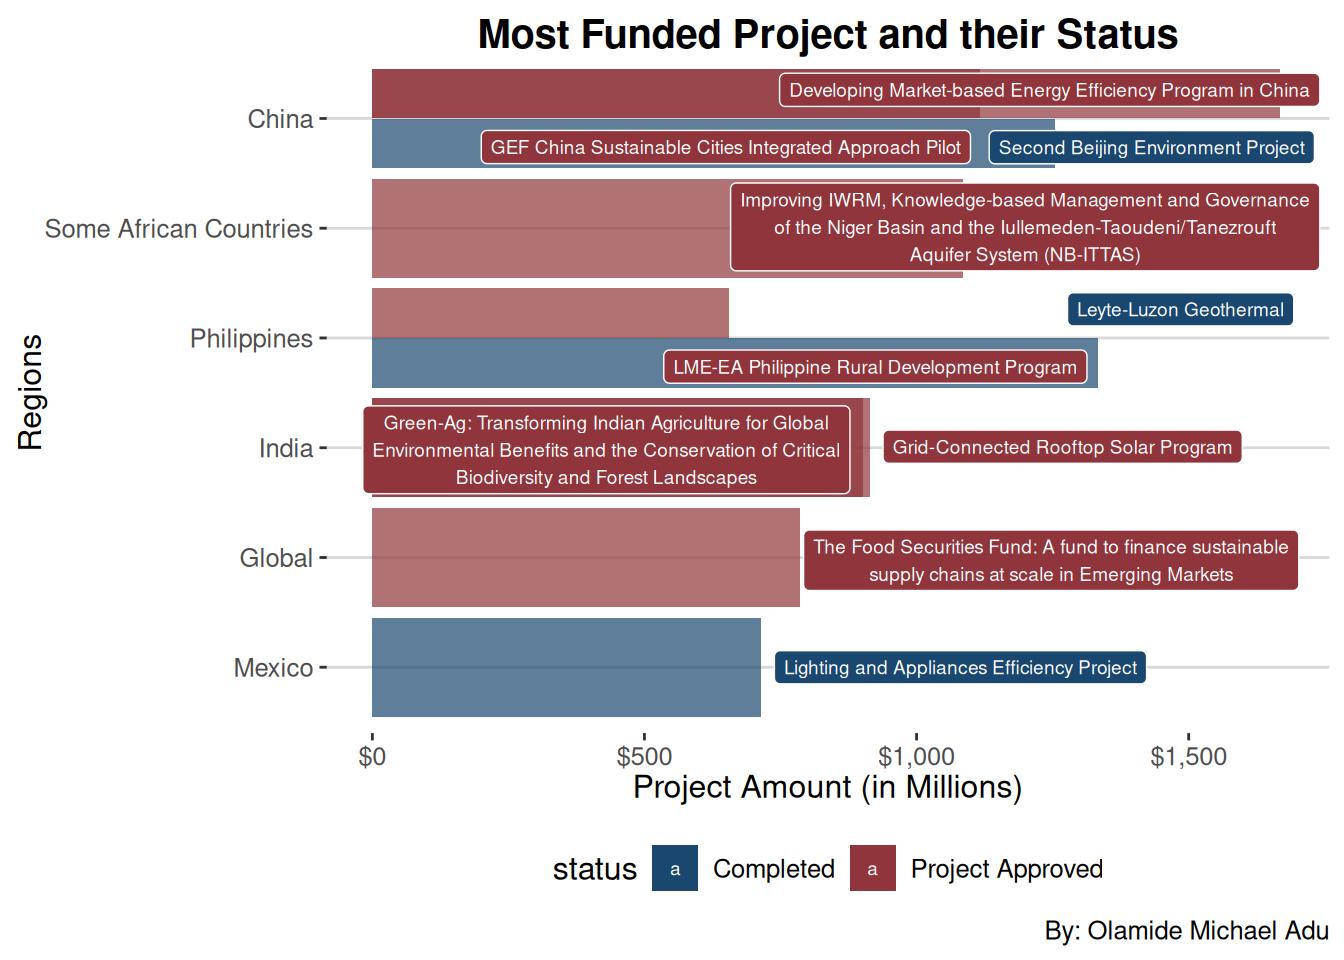 Most Funded Project and their Status
Regions
China
Developing Market-based Energy Efficiency Program in China
GEF China Sustainable Cities Integrated Approach Pilot
Second Beijing Environment Project
Some African Countries
Improving IWRM, Knowledge-based Management and Governance
of the Niger Basin and the Iullemeden-Taoudeni/Tanezrouft
Aquifer System (NB-ITTAS)
Philippines
Leyte-Luzon Geothermal
LME-EA Philippine Rural Development Program
India
Green-Ag: Transforming Indian Agriculture for Global
Environmental Benefits and the Conservation of Critical
Biodiversity and Forest Landscapes
Grid-Connected Rooftop Solar Program
Global
The Food Securities Fund: A fund to finance sustainable
supply chains at scale in Emerging Markets
Mexico
Lighting and Appliances Efficiency Project
$0 $500 $1,000 $1,500
Project Amount (in Millions)
status a Completed a Project Approved
By: Olamide Michael Adu